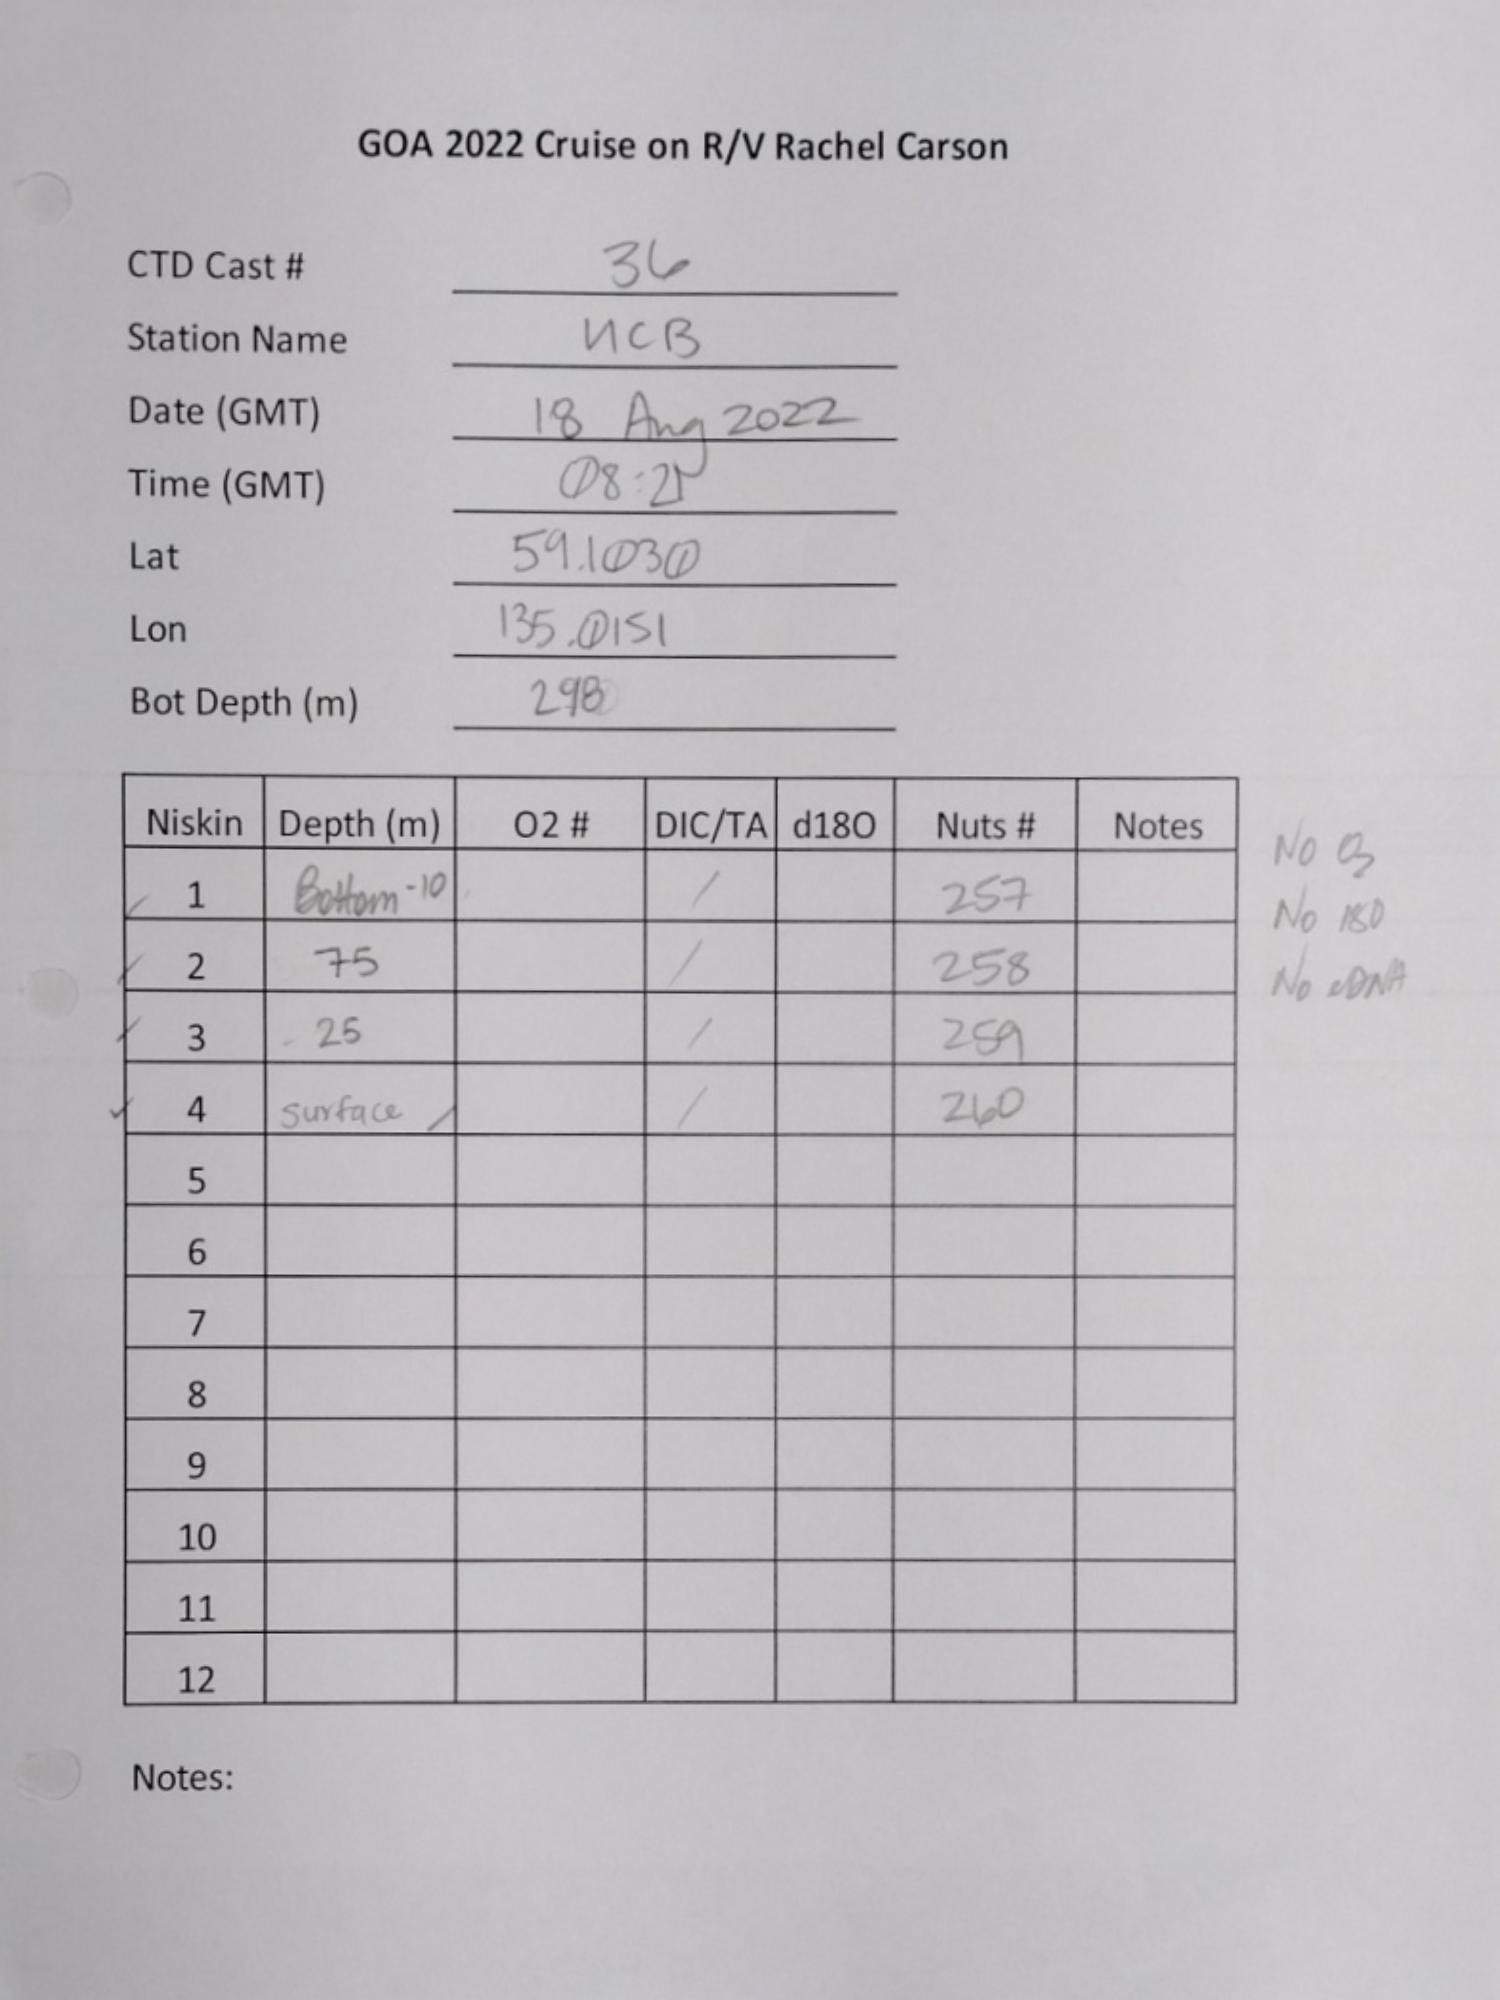 GOA 2022 Cruise on R/V Rachel Carson
CTD Cast # 36
Station Name UCB
Date (GMT) 18 Aug 2022
Time (GMT) 08:21
Lat 59.1030
Lon 135.0151
Bot Depth (m) 298
Niskin Depth (m) O2 # DIC/TA d18O Nuts # Notes
1 Bottom -10 / 257
2 75 / 258
3 25 / 259
4 surface / 260
5
6
7
8
9
10
11
12
No O2
No 18O
No eDNA
Notes: